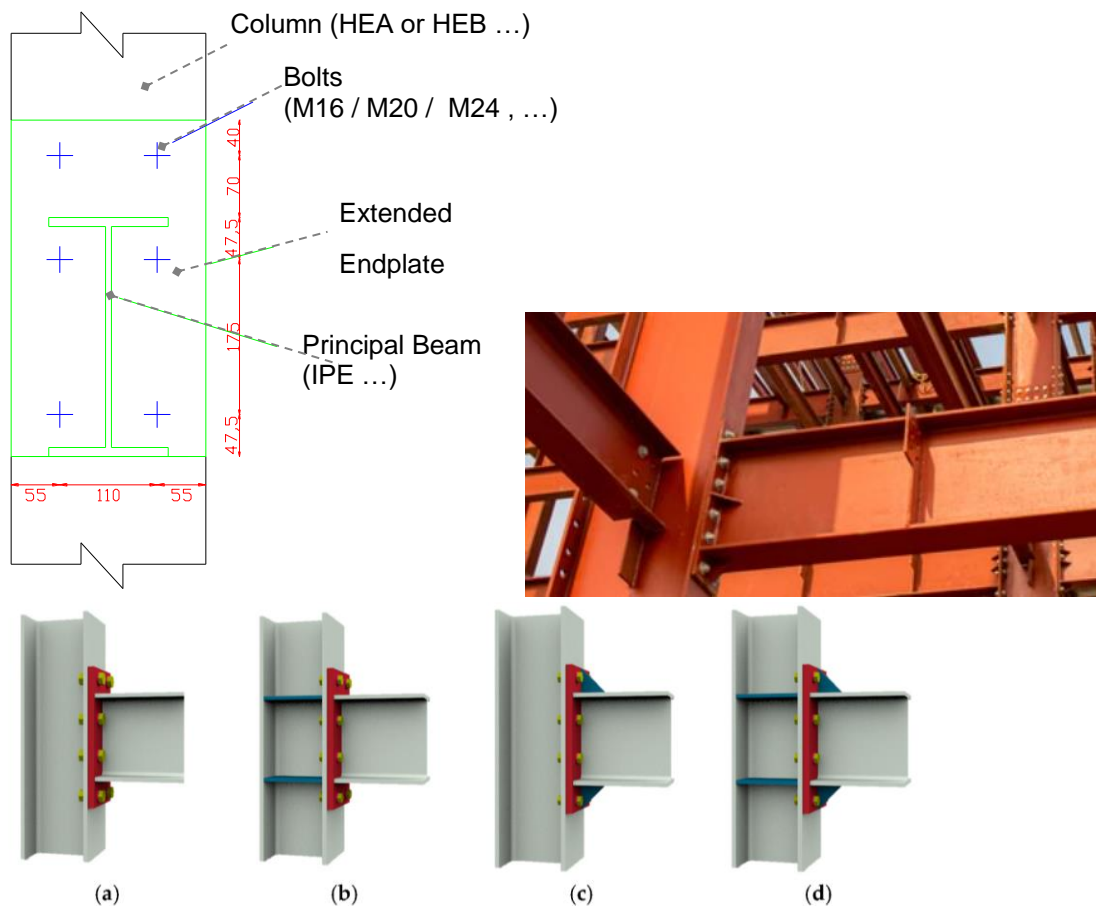 Column (HEA or HEB …)
Bolts
(M16 / M20 / M24 , …)
40
70
47,5
Extended
Endplate
175
Principal Beam
(IPE …)
47,5
55
110
55
(a)
(b)
(c)
(d)